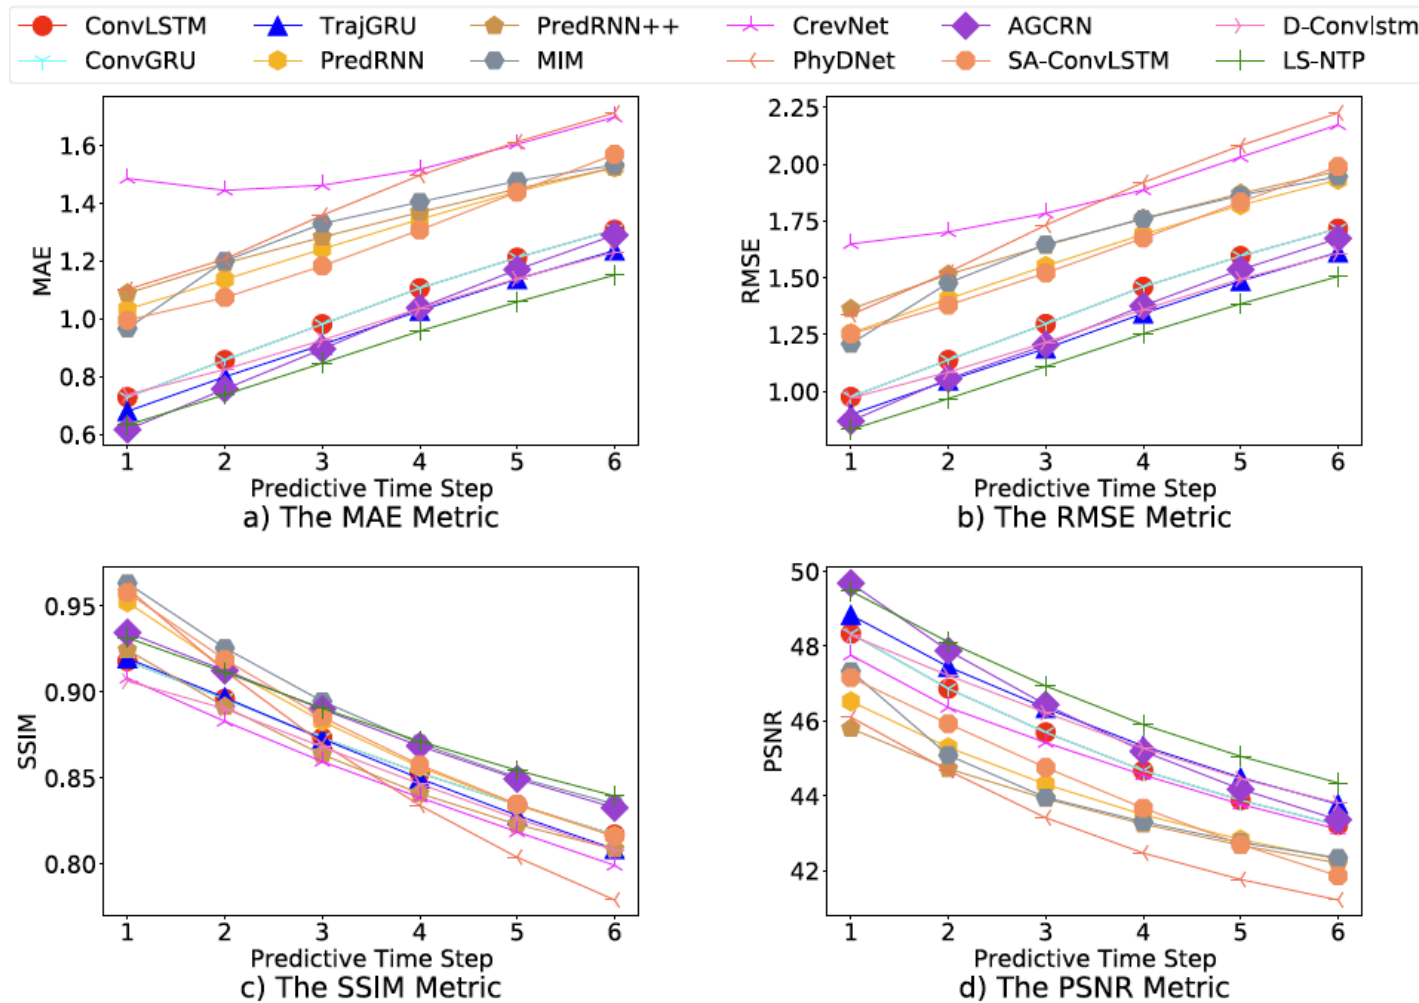 ConvLSTM TrajGRU PredRNN++ CrevNet AGCRN D-Convlstm
ConvGRU PredRNN MIM PhyDNet SA-ConvLSTM LS-NTP
MAE
1.6
1.4
1.2
1.0
0.8
0.6
1 2 3 4 5 6
Predictive Time Step
a) The MAE Metric
RMSE
2.25
2.00
1.75
1.50
1.25
1.00
1 2 3 4 5 6
Predictive Time Step
b) The RMSE Metric
SSIM
0.95
0.90
0.85
0.80
1 2 3 4 5 6
Predictive Time Step
c) The SSIM Metric
PSNR
50
48
46
44
42
1 2 3 4 5 6
Predictive Time Step
d) The PSNR Metric